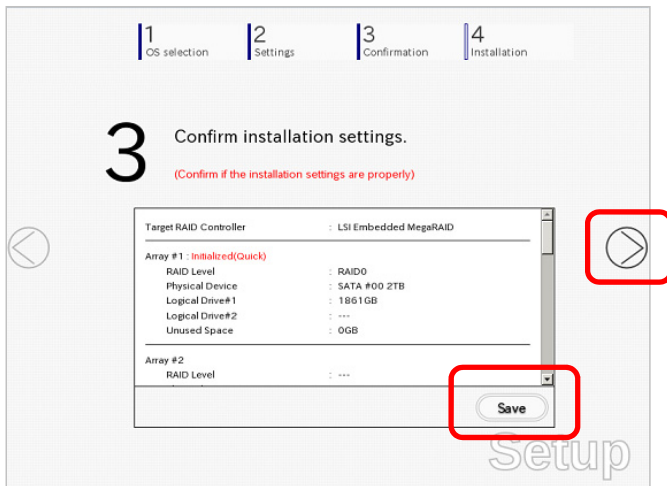 1
OS selection
2
Settings
3
Confirmation
4
Installation
3
Confirm installation settings.
(Confirm if the installation settings are properly)
Target RAID Controller : LSI Embedded MegaRAID
Array #1 : Initialized(Quick)
RAID Level : RAID0
Physical Device : SATA #00 2TB
Logical Drive#1 : 1861GB
Logical Drive#2 : ---
Unused Space : 0GB
Array #2
RAID Level : ---
Save
Setup